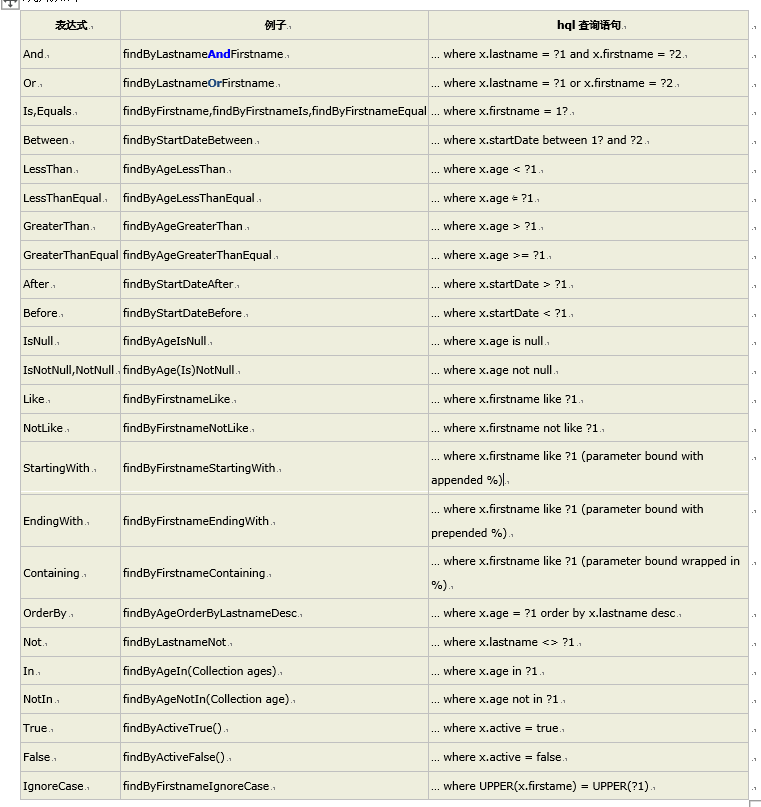 表达式 例子 hql 查询语句
And findByLastnameAndFirstname ... where x.lastname = ?1 and x.firstname = ?2
Or findByLastnameOrFirstname ... where x.lastname = ?1 or x.firstname = ?2
Is,Equals findByFirstname,findByFirstnameIs,findByFirstnameEqual ... where x.firstname = 1?
Between findByStartDateBetween ... where x.startDate between 1? and ?2
LessThan findByAgeLessThan ... where x.age < ?1
LessThanEqual findByAgeLessThanEqual ... where x.age ?1
GreaterThan findByAgeGreaterThan ... where x.age > ?1
GreaterThanEqual findByAgeGreaterThanEqual ... where x.age >= ?1
After findByStartDateAfter ... where x.startDate > ?1
Before findByStartDateBefore ... where x.startDate < ?1
IsNull findByAgeIsNull ... where x.age is null
IsNotNull,NotNull findByAge(Is)NotNull ... where x.age not null
Like findByFirstnameLike ... where x.firstname like ?1
NotLike findByFirstnameNotLike ... where x.firstname not like ?1
StartingWith findByFirstnameStartingWith ... where x.firstname like ?1 (parameter bound with
appended %)
EndingWith findByFirstnameEndingWith ... where x.firstname like ?1 (parameter bound with
prepended %)
Containing findByFirstnameContaining ... where x.firstname like ?1 (parameter bound wrapped in
%)
OrderBy findByAgeOrderByLastnameDesc ... where x.age = ?1 order by x.lastname desc
Not findByLastnameNot ... where x.lastname <> ?1
In findByAgeIn(Collection ages) ... where x.age in ?1
NotIn findByAgeNotIn(Collection age) ... where x.age not in ?1
True findByActiveTrue() ... where x.active = true
False findByActiveFalse() ... where x.active = false
IgnoreCase findByFirstnameIgnoreCase ... where UPPER(x.firstame) = UPPER(?1)